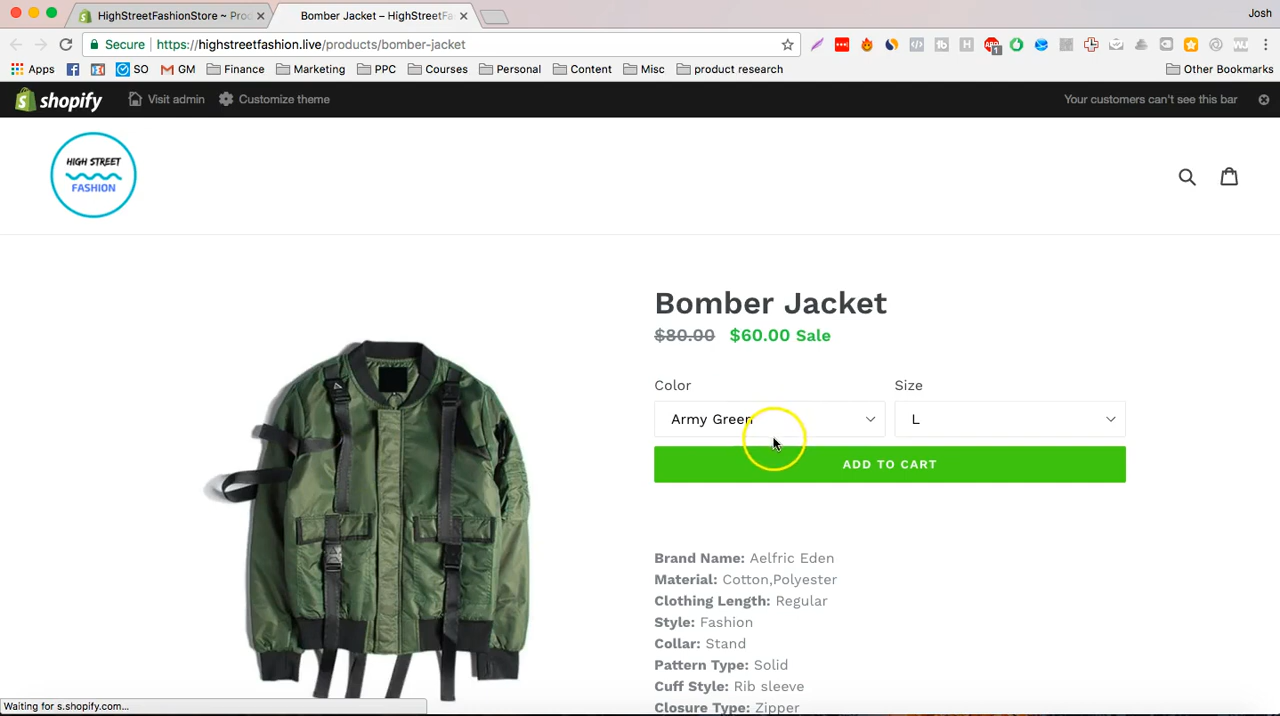 HighStreetFashionStore ~ Prod
Bomber Jacket – HighStreetFa
Josh
Secure
https://highstreetfashion.live/products/bomber-jacket
Apps
SO
GM
Finance
Marketing
PPC
Courses
Personal
Content
Misc
product research
Other Bookmarks
shopify
Visit admin
Customize theme
Your customers can't see this bar
HIGH STREET
FASHION
Bomber Jacket
$80.00 $60.00 Sale
Color
Size
Army Green
L
ADD TO CART
Brand Name: Aelfric Eden
Material: Cotton,Polyester
Clothing Length: Regular
Style: Fashion
Collar: Stand
Pattern Type: Solid
Cuff Style: Rib sleeve
Closure Type: Zipper
Waiting for s.shopify.com...